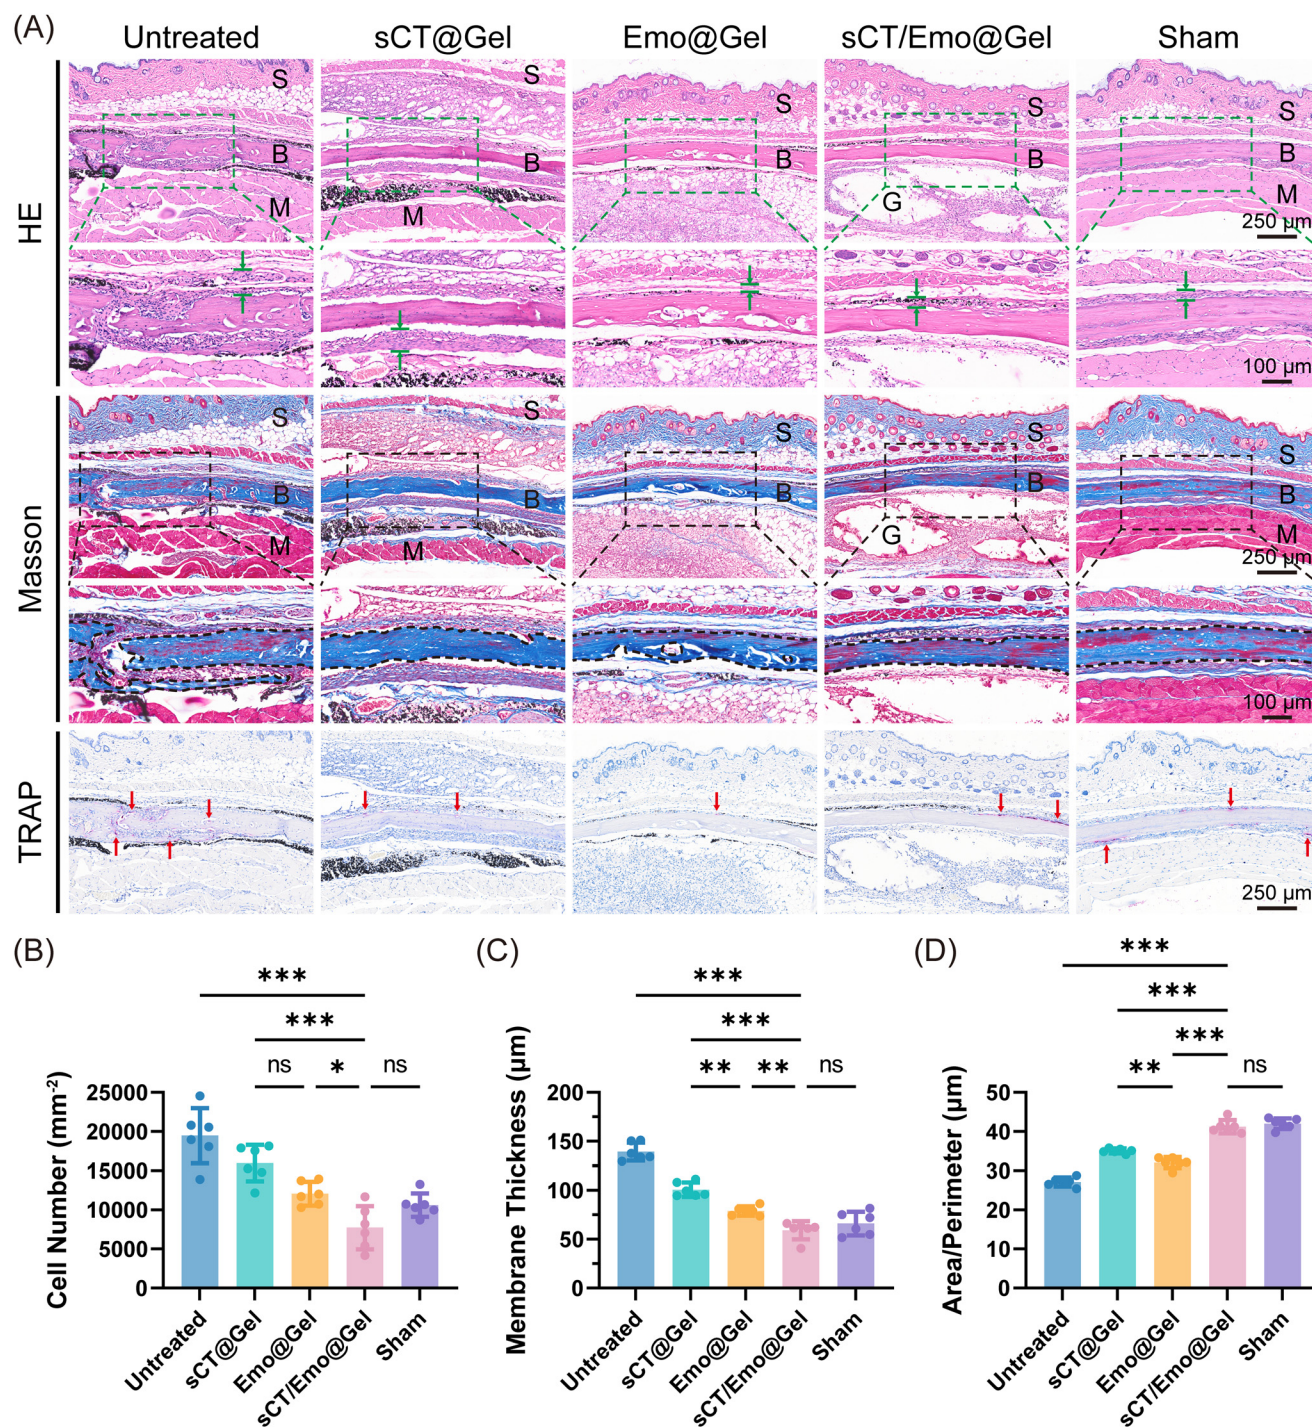 (A)
Untreated sCT@Gel Emo@Gel sCT/Emo@Gel Sham
HE
S S S S S
B B B B
M M G M
250 µm
100 µm
Masson
S S S S S
B B B B B
M M G M
250 µm
100 µm
TRAP
250 µm
(B)
***
***
ns * ns
Cell Number (mm⁻²)
25000
20000
15000
10000
5000
0
Untreated
sCT@Gel
Emo@Gel
sCT/Emo@Gel
Sham
(C)
***
***
** ** ns
Membrane Thickness (µm)
200
150
100
50
0
Untreated
sCT@Gel
Emo@Gel
sCT/Emo@Gel
Sham
(D)
***
***
***
** ns
Area/Perimeter (µm)
50
40
30
20
10
0
Untreated
sCT@Gel
Emo@Gel
sCT/Emo@Gel
Sham